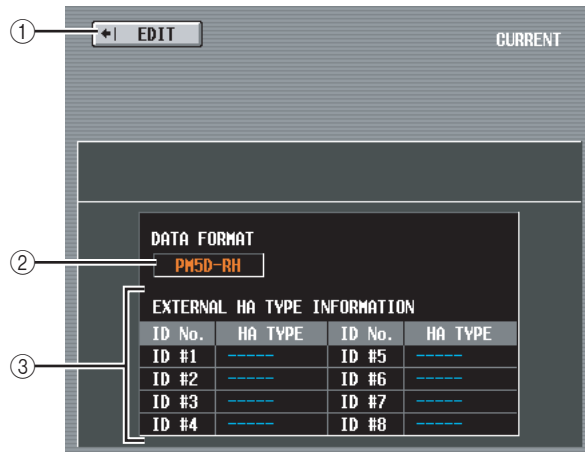 ① EDIT CURRENT
DATA FORMAT
② PM5D-RH
③ EXTERNAL HA TYPE INFORMATION
ID No. HA TYPE ID No. HA TYPE
ID #1 ----- ID #5 -----
ID #2 ----- ID #6 -----
ID #3 ----- ID #7 -----
ID #4 ----- ID #8 -----